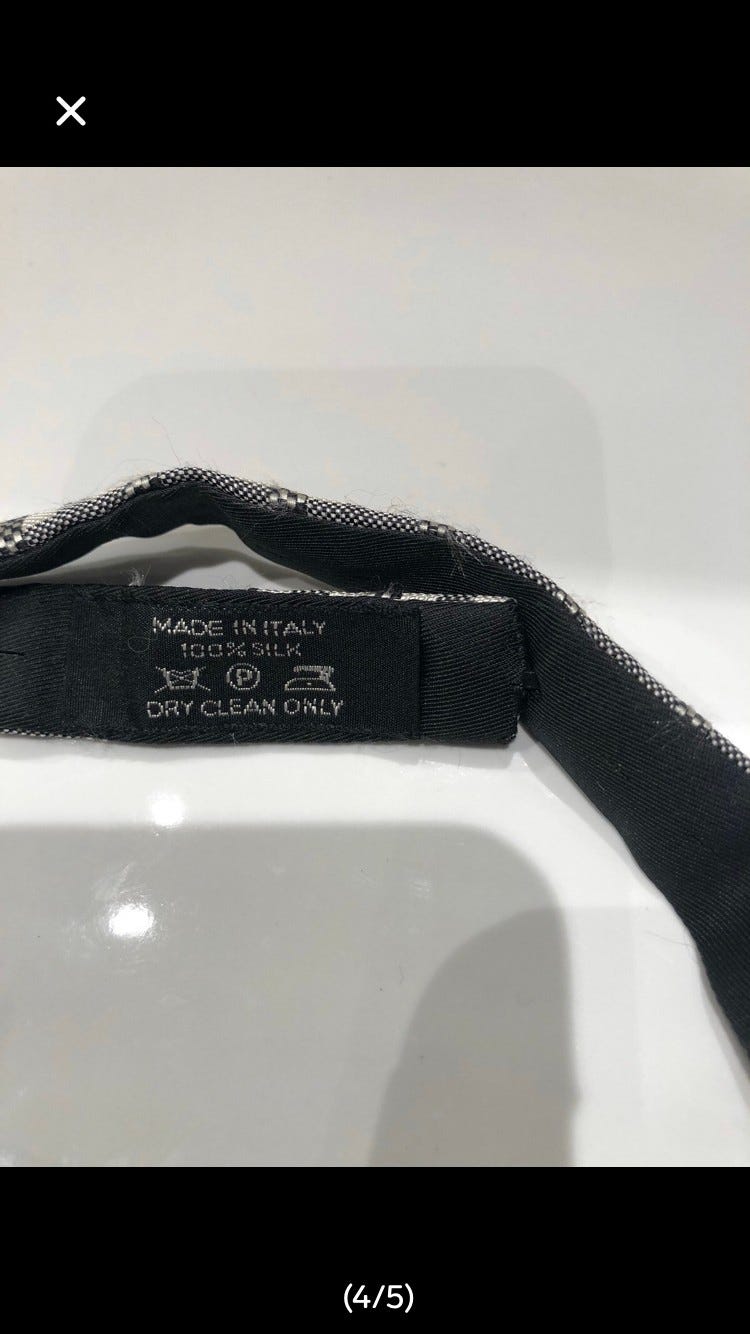 MADE IN ITALY
100% SILK
P
DRY CLEAN ONLY
(4/5)